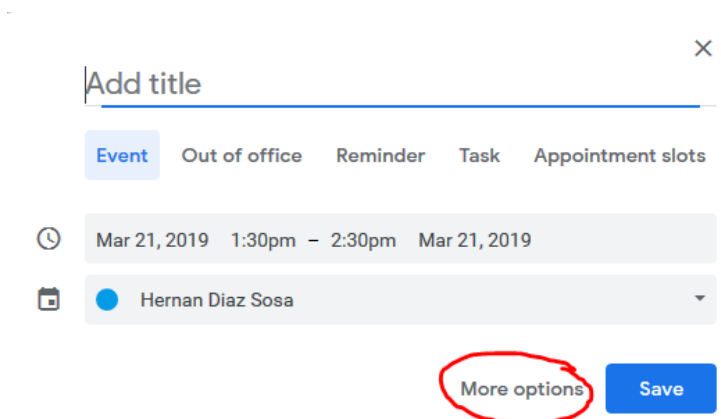 Add title
Event Out of office Reminder Task Appointment slots
Mar 21, 2019 1:30pm – 2:30pm Mar 21, 2019
Hernan Diaz Sosa
More options Save